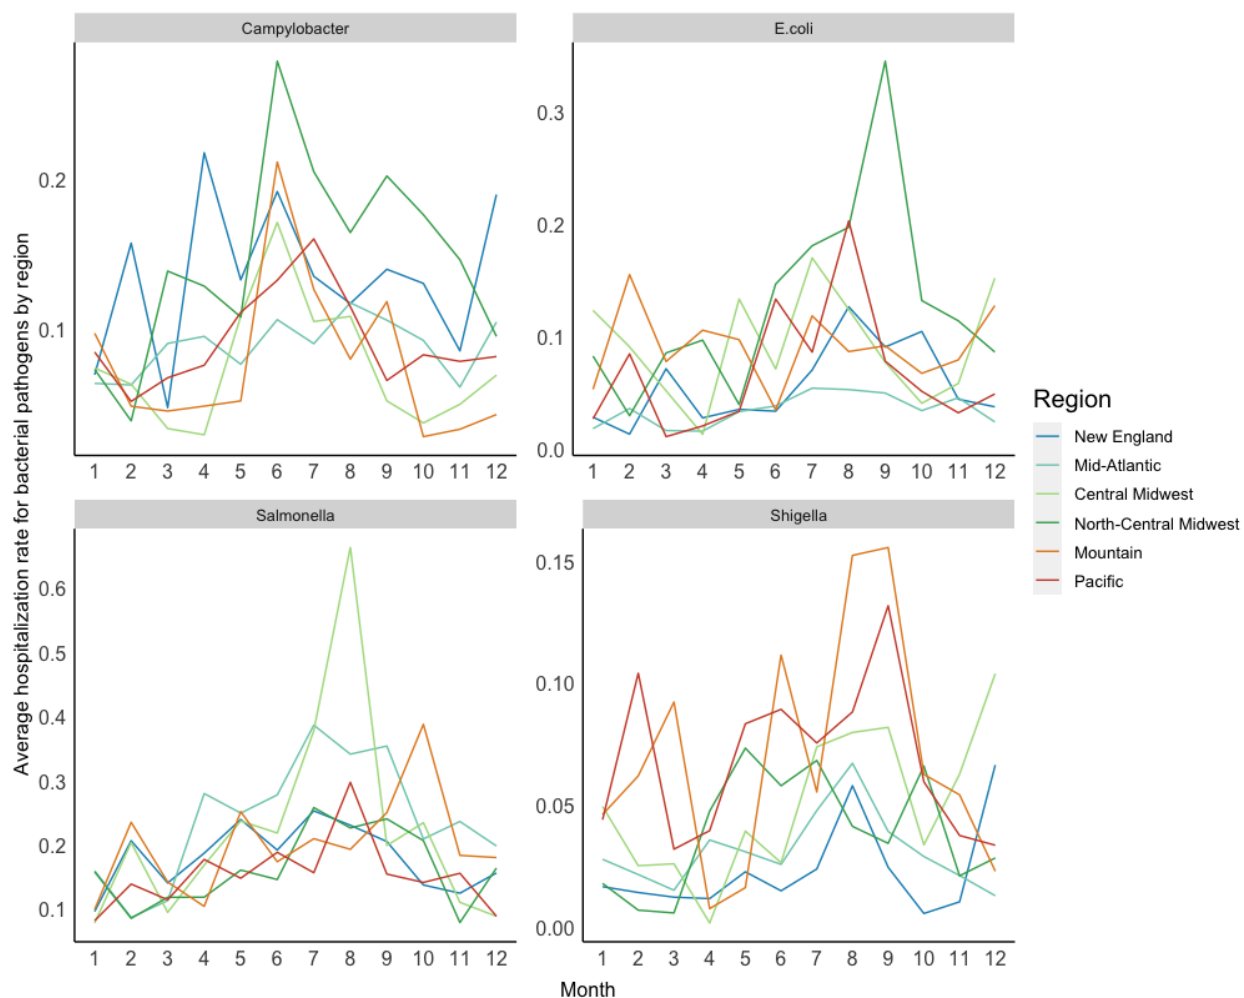 Campylobacter
E.coli
0.2
0.1
1 2 3 4 5 6 7 8 9 10 11 12
0.3
0.2
0.1
0.0
1 2 3 4 5 6 7 8 9 10 11 12
Average hospitalization rate for bacterial pathogens by region
Salmonella
Shigella
0.6
0.5
0.4
0.3
0.2
0.1
1 2 3 4 5 6 7 8 9 10 11 12
0.15
0.10
0.05
0.00
1 2 3 4 5 6 7 8 9 10 11 12
Month
Region
New England
Mid-Atlantic
Central Midwest
North-Central Midwest
Mountain
Pacific